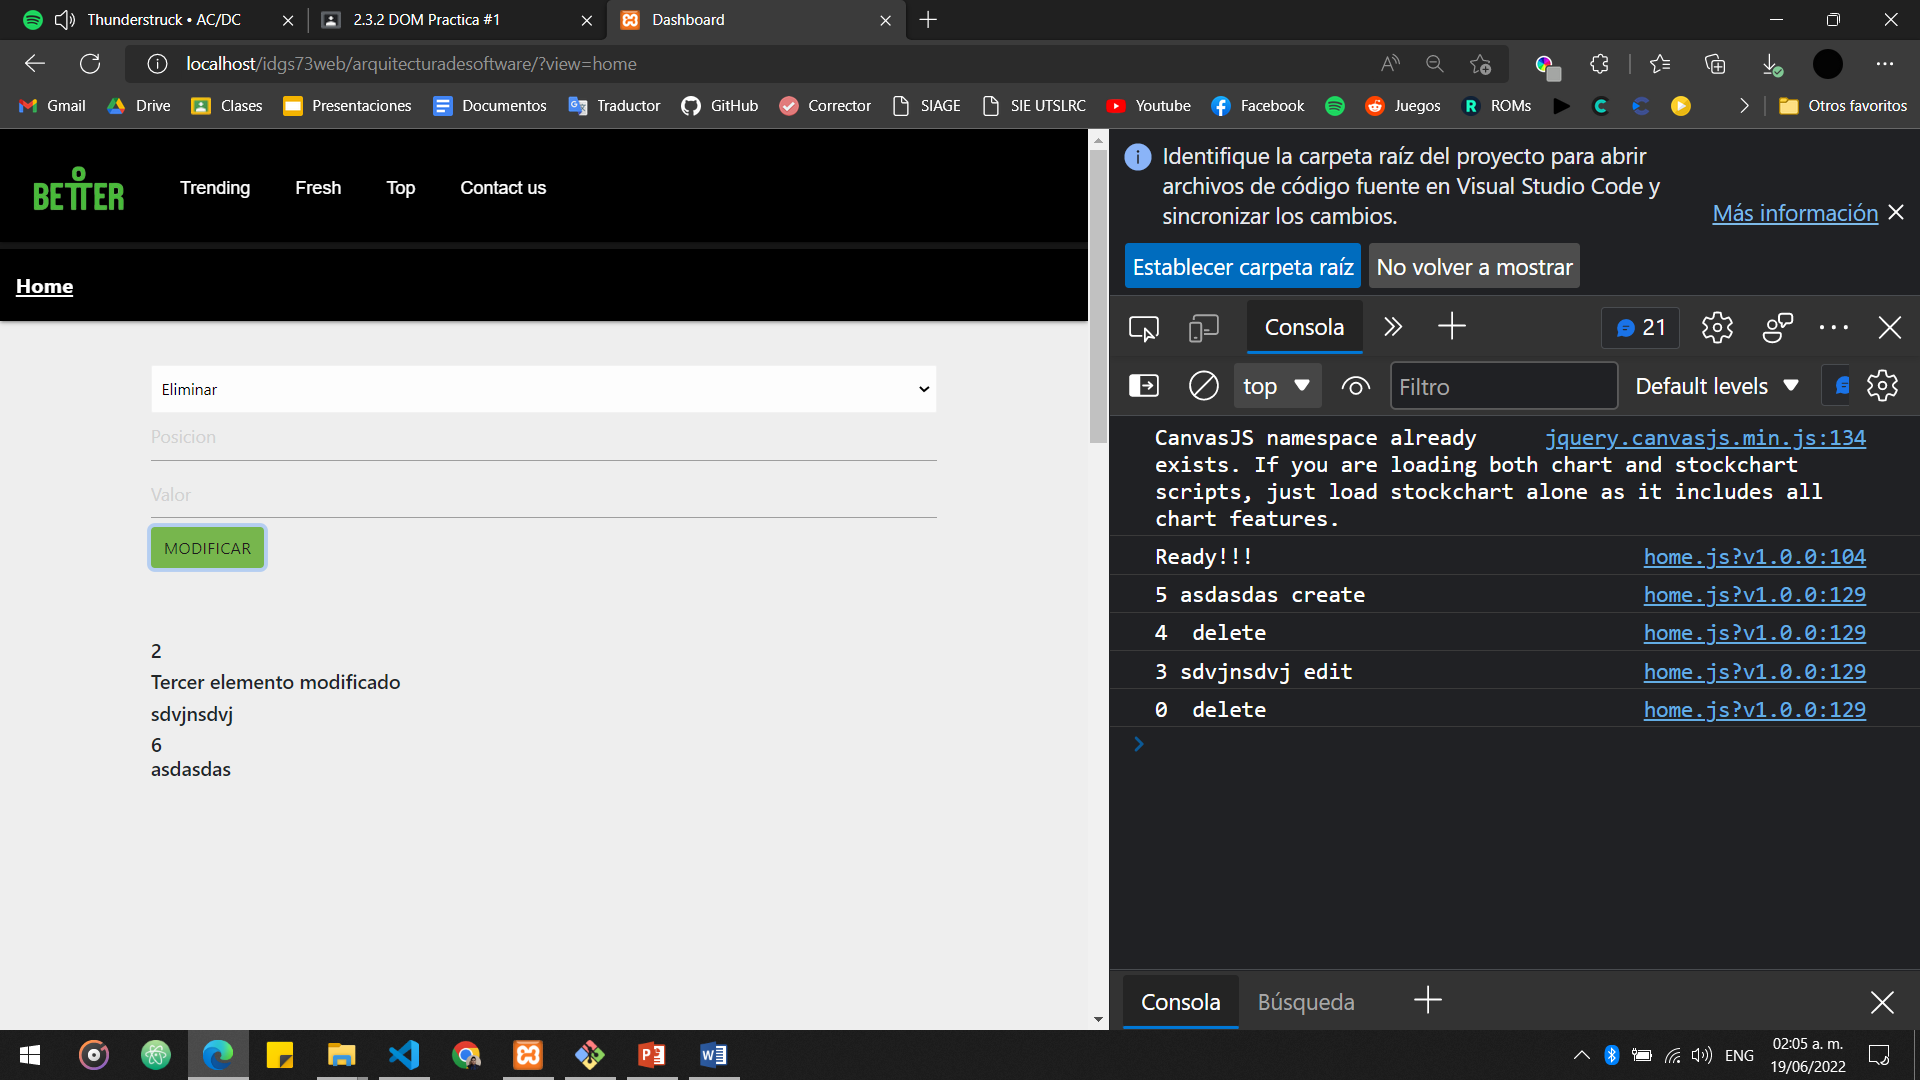 Thunderstruck • AC/DC
2.3.2 DOM Practica #1
Dashboard
localhost/idgs73web/arquitecturadesoftware/?view=home
Gmail
Drive
Clases
Presentaciones
Documentos
Traductor
GitHub
Corrector
SIAGE
SIE UTSLRC
Youtube
Facebook
Juegos
ROMs
Otros favoritos
BETTER
Trending
Fresh
Top
Contact us
Home
Eliminar
Posicion
Valor
MODIFICAR
2
Tercer elemento modificado
sdvjnsdvj
6
asdasdas
Identifique la carpeta raíz del proyecto para abrir
archivos de código fuente en Visual Studio Code y
sincronizar los cambios.
Más información
Establecer carpeta raíz
No volver a mostrar
Consola
21
top
Filtro
Default levels
CanvasJS namespace already jquery.canvasjs.min.js:134
exists. If you are loading both chart and stockchart
scripts, just load stockchart alone as it includes all
chart features.
Ready!!! home.js?v1.0.0:104
5 asdasdas create home.js?v1.0.0:129
4  delete home.js?v1.0.0:129
3 sdvjnsdvj edit home.js?v1.0.0:129
0  delete home.js?v1.0.0:129
Consola
Búsqueda
ENG
02:05 a. m.
19/06/2022